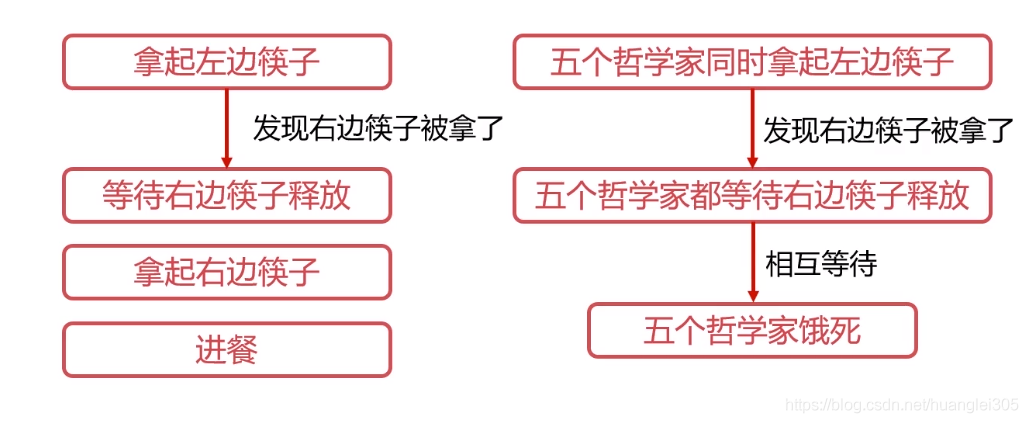 拿起左边筷子
发现右边筷子被拿了
等待右边筷子释放
拿起右边筷子
进餐
五个哲学家同时拿起左边筷子
发现右边筷子被拿了
五个哲学家都等待右边筷子释放
相互等待
五个哲学家饿死
https://blog.csdn.net/huanglei305